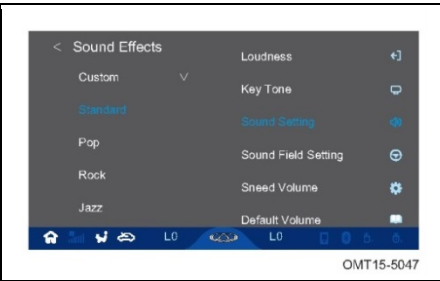 < Sound Effects
Custom
Standard
Pop
Rock
Jazz
Loudness
Key Tone
Sound Setting
Sound Field Setting
Sneed Volume
Default Volume
L0
L0
OMT15-5047